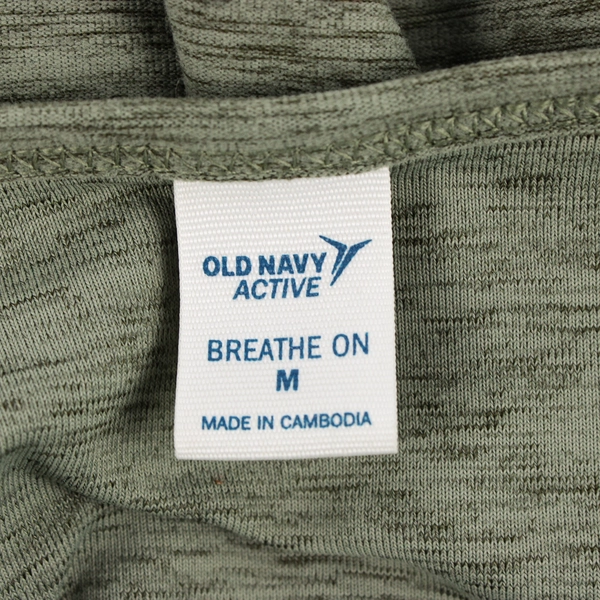 OLD NAVY
ACTIVE
BREATHE ON
M
MADE IN CAMBODIA